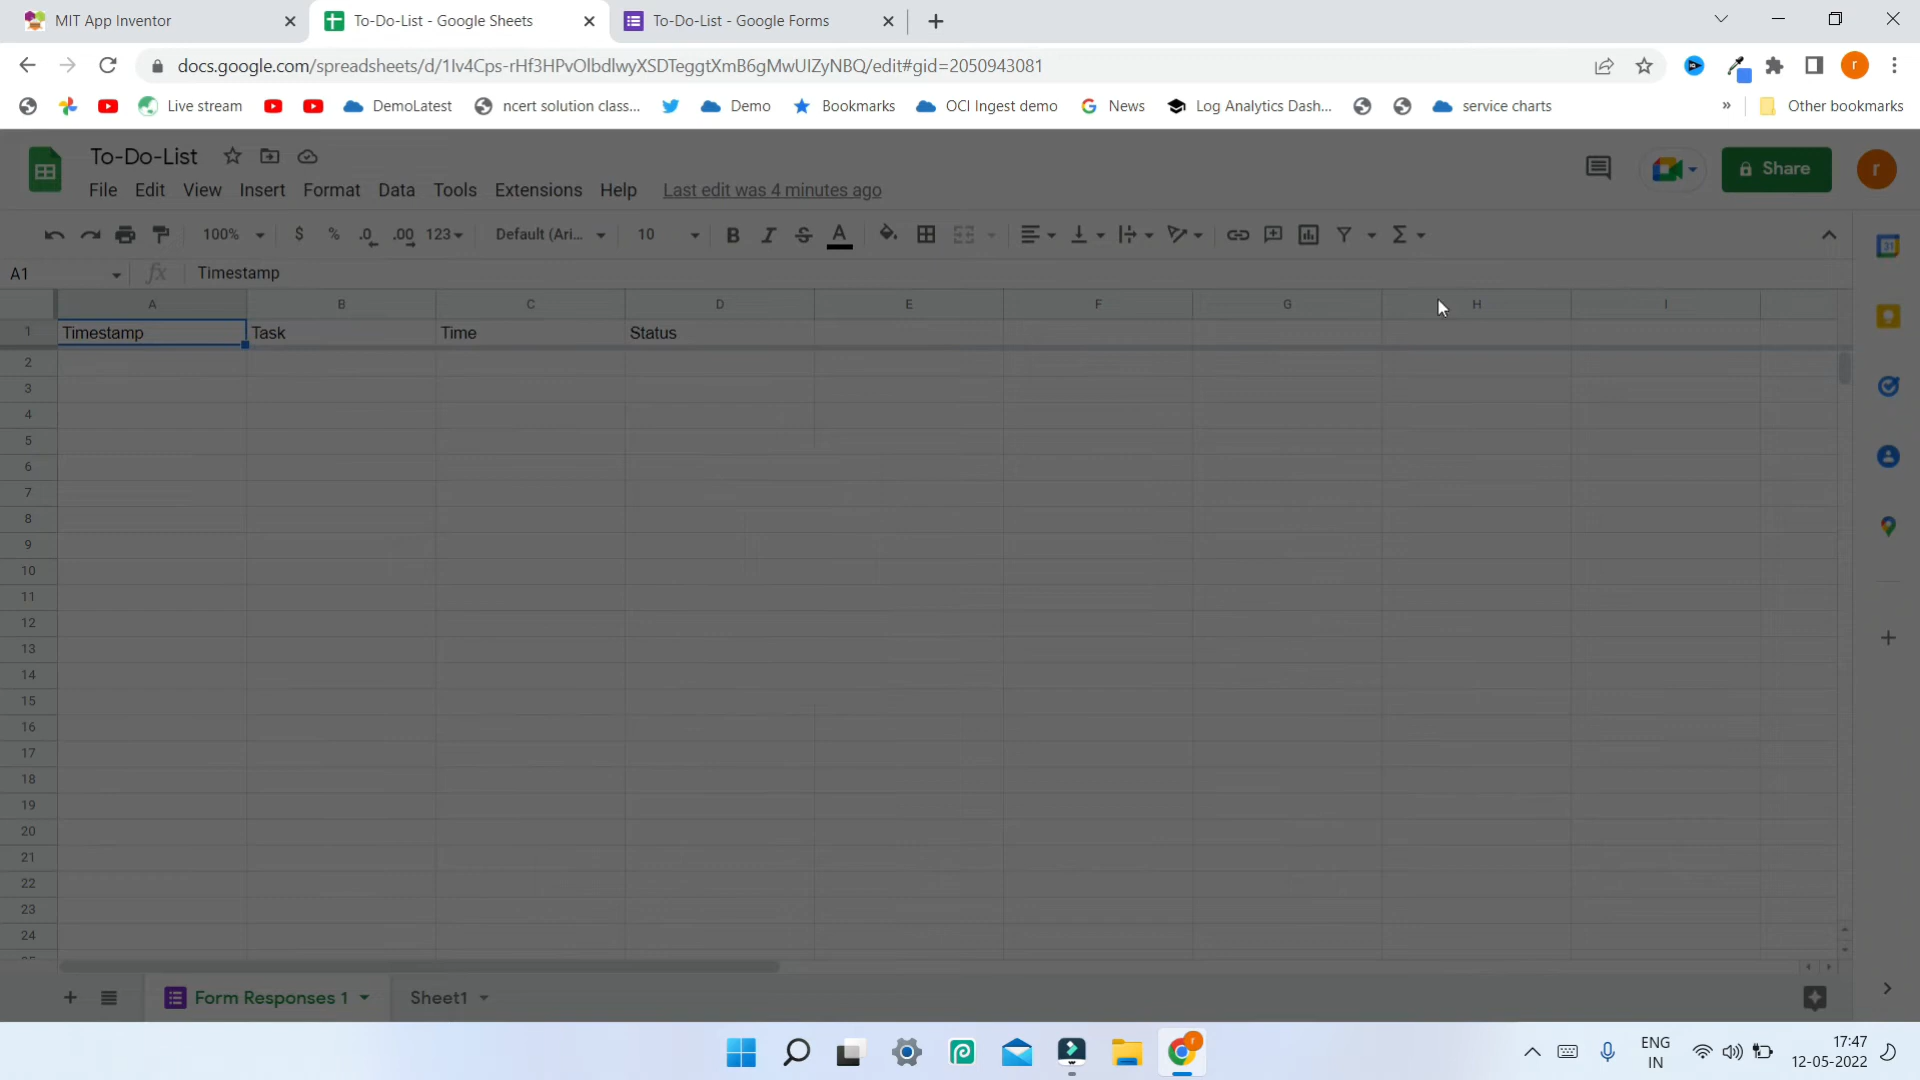 MIT App Inventor
To-Do-List - Google Sheets
To-Do-List - Google Forms
docs.google.com/spreadsheets/d/1Iv4Cps-rHf3HPvOlbdlwyXSDTeggtXmB6gMwUIZyNBQ/edit#gid=2050943081
r
Live stream
DemoLatest
ncert solution class...
Demo
Bookmarks
OCI Ingest demo
News
Log Analytics Dash...
service charts
»
Other bookmarks
To-Do-List
File Edit View Insert Format Data Tools Extensions Help
Last edit was 4 minutes ago
Share
r
100% $ % .0 .00 123 Default (Ari... 10 B I S A Σ
31
A1 fx Timestamp
A B C D E F G H I
1 Timestamp Task Time Status
2
3
4
5
6
7
8
9
10
11
12
13
14
15
16
17
18
19
20
21
22
23
24
Form Responses 1
Sheet1
r
ENG
IN
17:47
12-05-2022